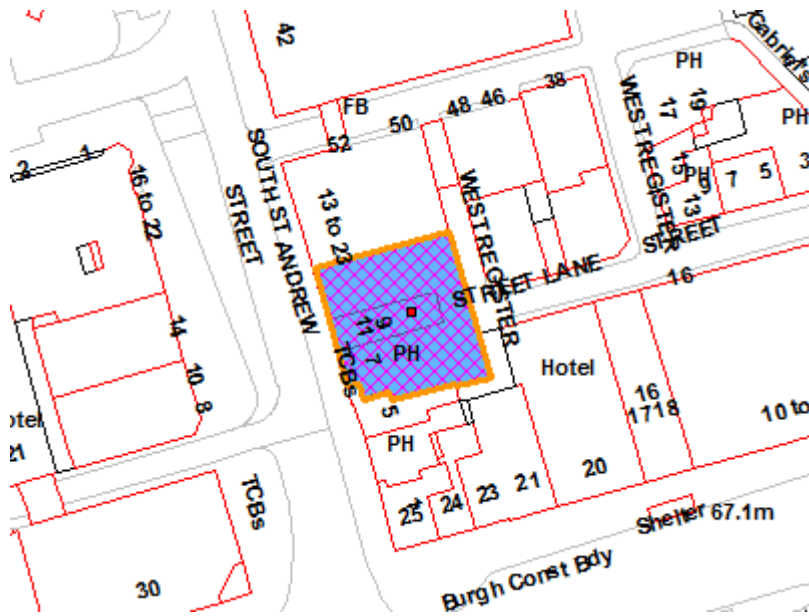 42
FB
38
48 46
50
52
PH
17
19
Gabriel's
PH
15
PH
13
9
7
5
3
WEST REGISTER
STREET
2
1
16 to 22
SOUTH ST ANDREW
STREET
13 to 23
WEST REGISTER
STREET LANE
16
14
10
8
11
9
7
PH
TCBs
5
PH
Hotel
16
1718
10 to
otel
21
25
1
24
23
21
20
TCBs
30
Shelter 67.1m
Burgh Const Bdy